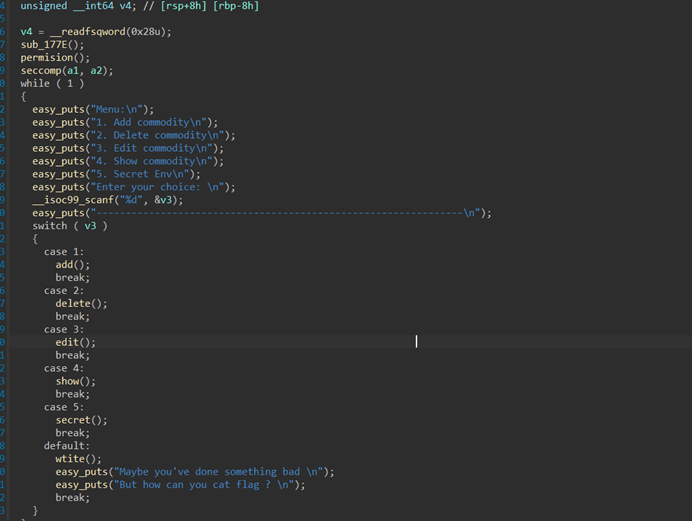 4 unsigned __int64 v4; // [rsp+8h] [rbp-8h]
5
6 v4 = __readfsqword(0x28u);
7 sub_177E();
8 permision();
9 seccomp(a1, a2);
0 while ( 1 )
1 {
2 easy_puts("Menu:\n");
3 easy_puts("1. Add commodity\n");
4 easy_puts("2. Delete commodity\n");
5 easy_puts("3. Edit commodity\n");
6 easy_puts("4. Show commodity\n");
7 easy_puts("5. Secret Env\n");
8 easy_puts("Enter your choice: \n");
9 __isoc99_scanf("%d", &v3);
0 easy_puts("---------------------------------------------------------------\n");
1 switch ( v3 )
2 {
3 case 1:
4 add();
5 break;
6 case 2:
7 delete();
8 break;
9 case 3:
0 edit();
1 break;
2 case 4:
3 show();
4 break;
5 case 5:
6 secret();
7 break;
8 default:
9 wtite();
0 easy_puts("Maybe you've done something bad \n");
1 easy_puts("But how can you cat flag ? \n");
2 break;
3 }